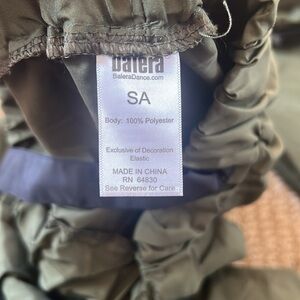 balera
BaleraDance.com
SA
Body: 100% Polyester
Exclusive of Decoration
Elastic
MADE IN CHINA
RN 64830
See Reverse for Care